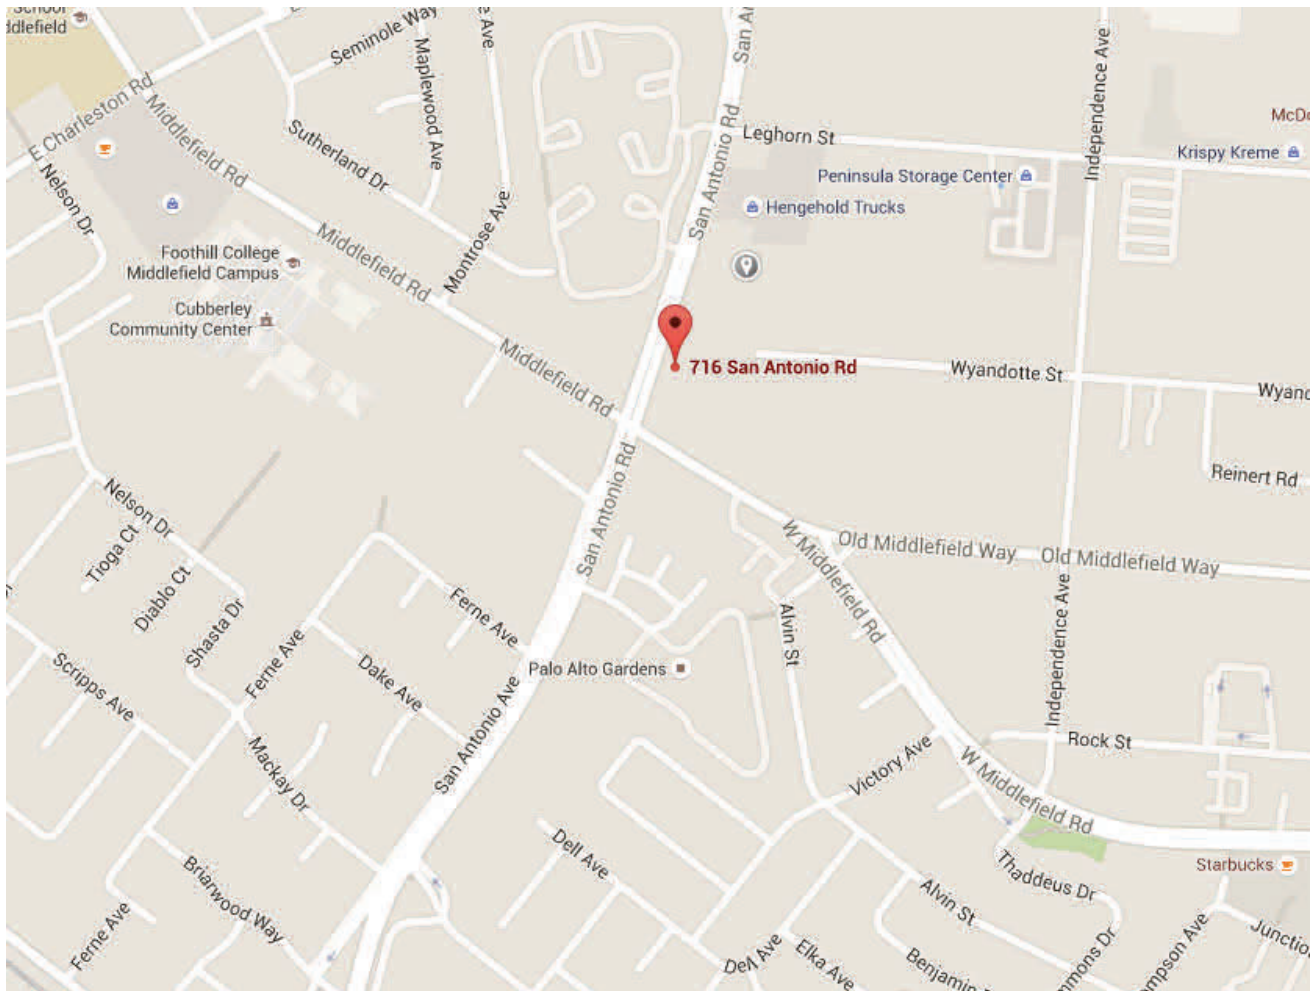 School
ddlefield
E Charleston Rd
Middlefield Rd
Seminole Way
Maplewood Ave
Ave
San
San Antonio Rd
Leghorn St
Independence Ave
McDo
Krispy Kreme
Peninsula Storage Center
Hengehold Trucks
Sutherland Dr
Nelson Dr
Montrose Ave
Foothill College
Middlefield Campus
Middlefield Rd
Cubberley
Community Center
Middlefield Rd
716 San Antonio Rd
Wyandotte St
Wyand
Reinert Rd
San Antonio Rd
Nelson Dr
Tioga Ct
Diablo Ct
Shasta Dr
W Middlefield Rd
Old Middlefield Way
Old Middlefield Way
Independence Ave
Ferne Ave
Ferne Ave
Alvin St
Scripps Ave
Dake Ave
Palo Alto Gardens
San Antonio Ave
Mackay Dr
Rock St
Victory Ave
W Middlefield Rd
Dell Ave
Starbucks
Thaddeus Dr
Briarwood Way
Alvin St
Ferne Ave
Dell Ave
Elka Ave
Benjamin
mmons Dr
mpson Ave
Junctio